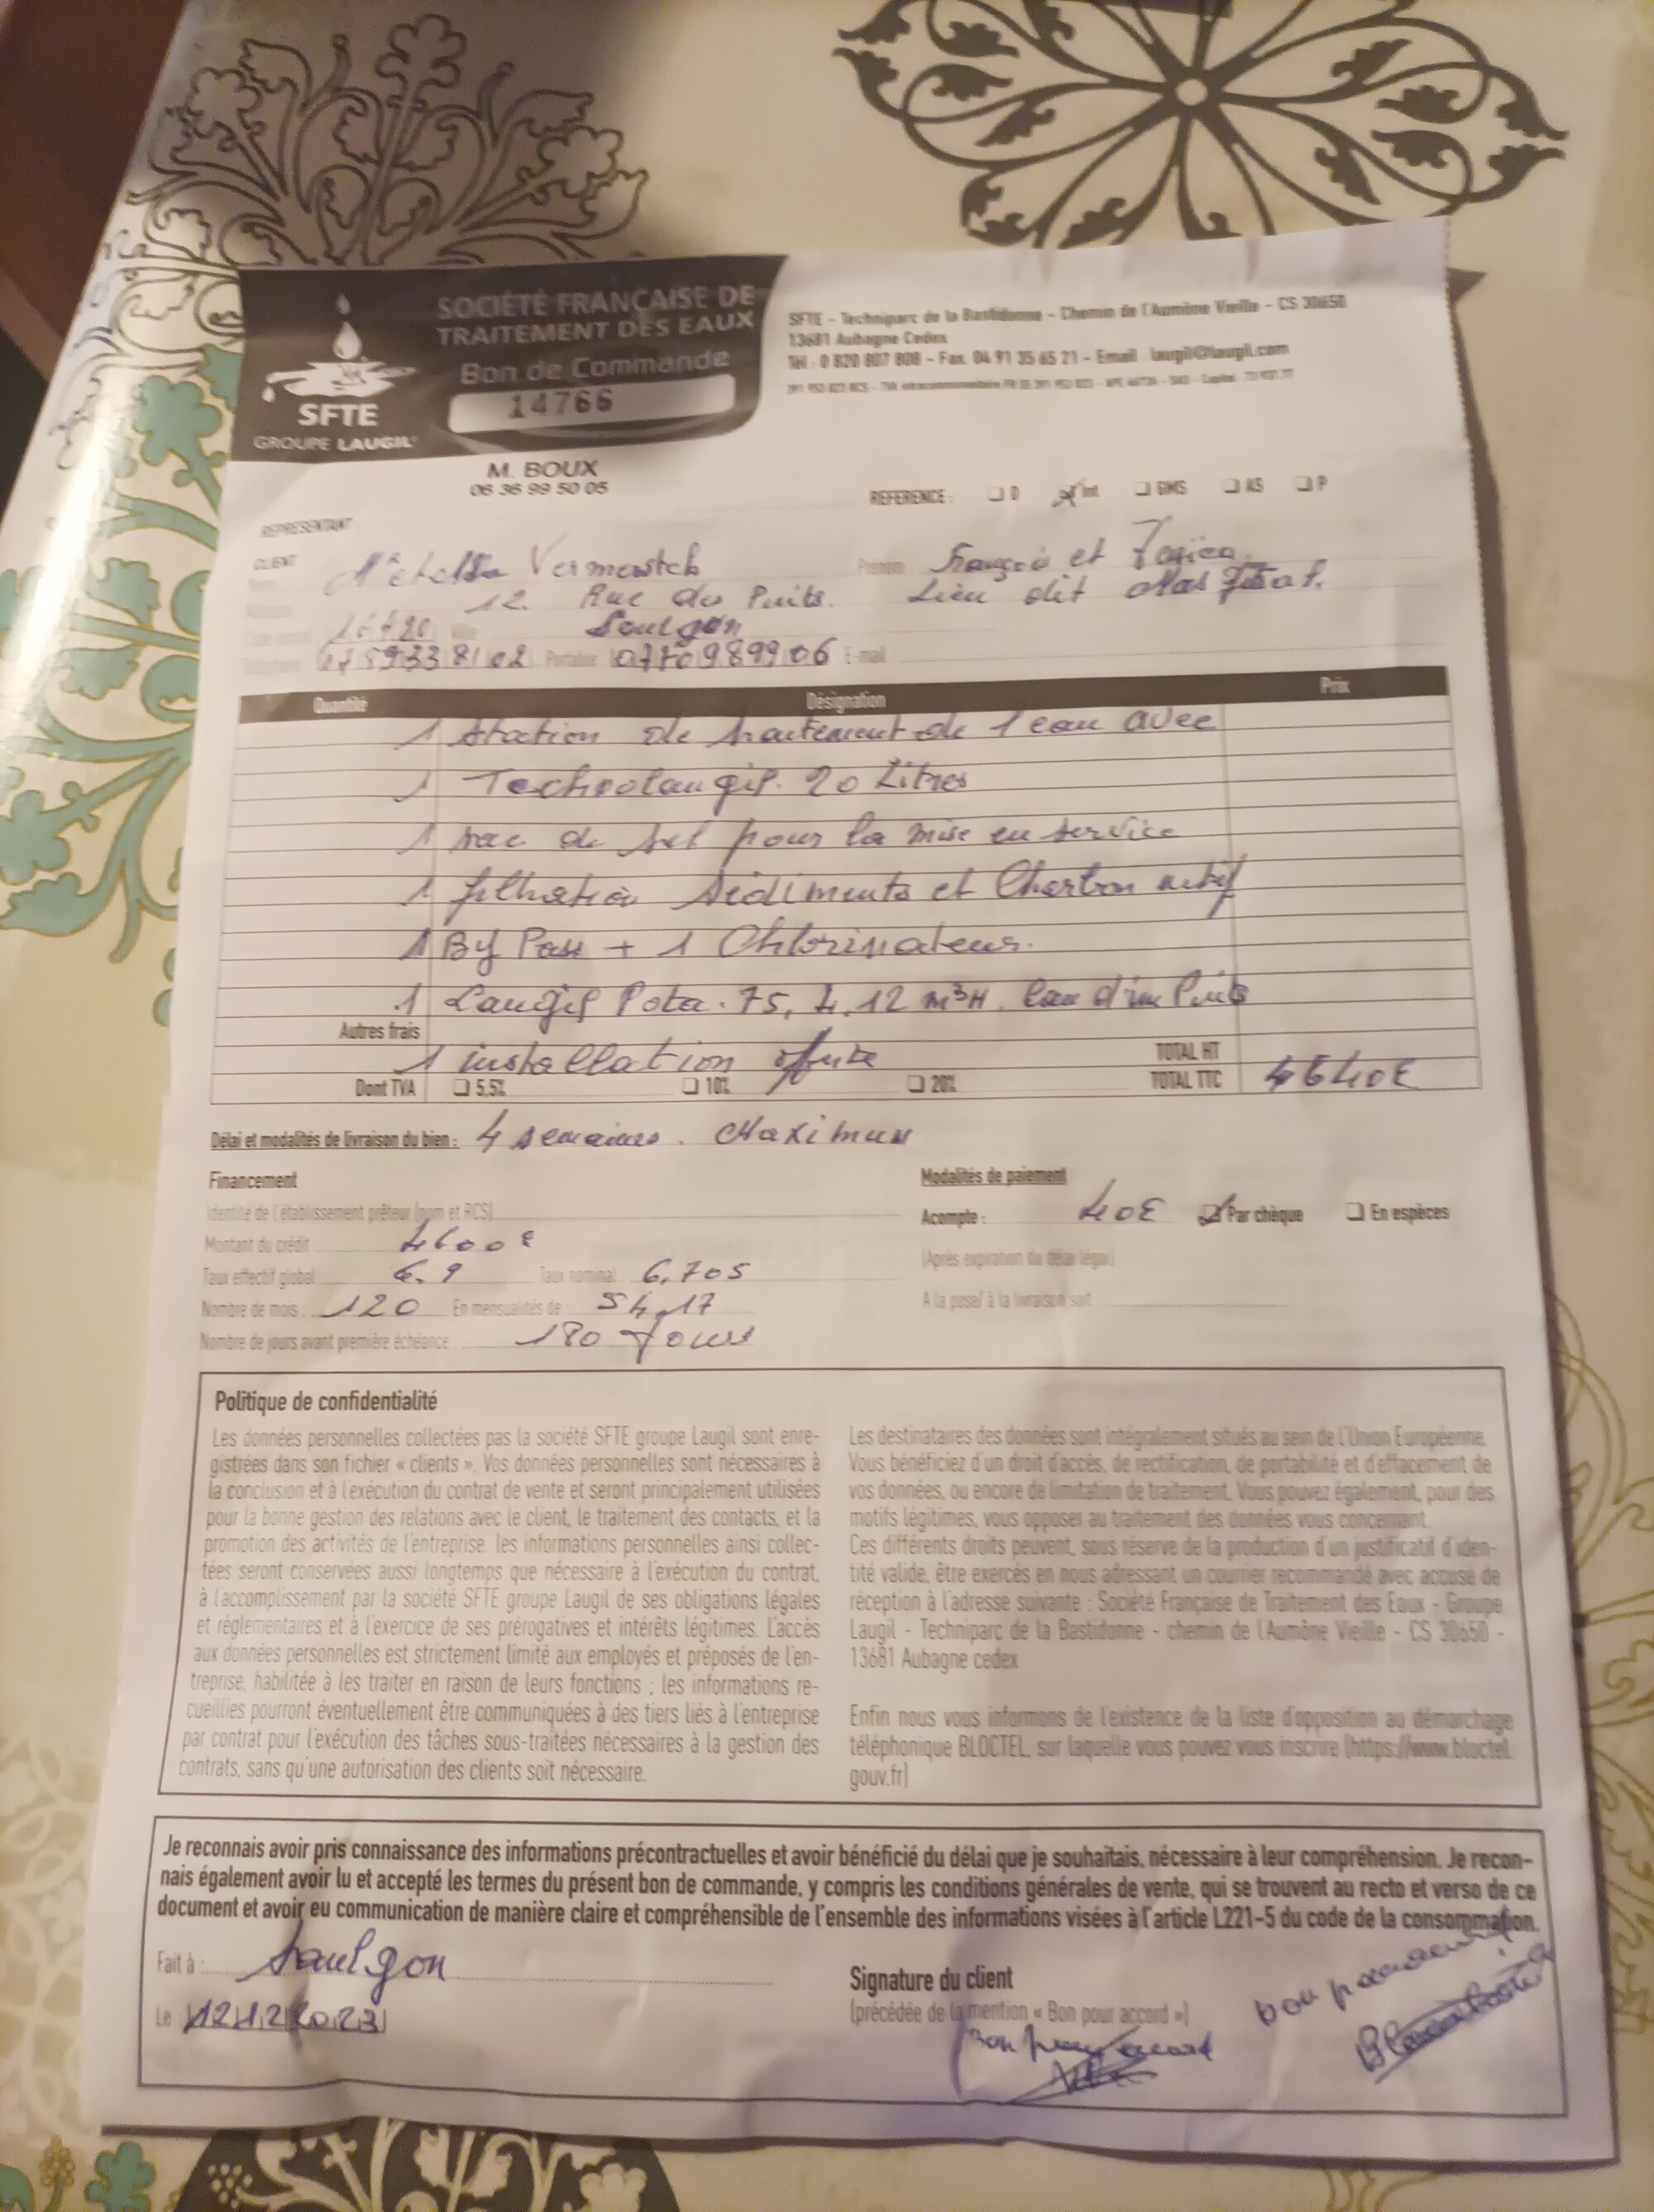 SOCIÉTÉ FRANÇAISE DE
TRAITEMENT DES EAUX
Bon de Commande
14766
SFTE
GROUPE LAUGIL
SFTE - Techniparc de la Bastidonne - Chemin de l'Aumône Vieille - CS 30650
13681 Aubagne Cedex
Tél : 0 820 807 808 - Fax. 04 91 35 65 21 - Email : laugil@laugil.com
M. BOUX
06 36 99 50 05
REFERENCE : D Int GMS AS P
REPRESENTANT
CLIENT
Vermostch Prénom François et
12. Rue du Puits. Lieu dit Mas
Ville Soulgon
Portable 0770989906 E-mail
Quantité Désignation Prix
1 Station de traitement de l'eau avec
1 Technolaugil. 20 Litres
1 sac de sel pour la mise en service
1 filtration Sédiments et Charbon actif
1 By Pass + 1 Chlorinateur.
1 Laugil Pota. 75, 4.12 m³H. Eau d'un Puits
Autres frais
1 installation offerte TOTAL HT
Dont TVA 5,5% 10% 20% TOTAL TTC 4640€
Délai et modalités de livraison du bien : 4 semaines. Maximum
Financement
Identité de l'établissement prêteur (nom et RCS)
Montant du crédit 4600€
Taux effectif global 6.9 Taux nominal 6,705
Nombre de mois : 120 En mensualités de : 54,17
Nombre de jours avant première échéance 180 Jours
Modalités de paiement
Acompte : 40€ Par chèque En espèces
(Après expiration du délai légal)
A la pose/ à la livraison soit
Politique de confidentialité
Les données personnelles collectées pas la société SFTE groupe Laugil sont enre-
gistrées dans son fichier « clients ». Vos données personnelles sont nécessaires à
la conclusion et à l'exécution du contrat de vente et seront principalement utilisées
pour la bonne gestion des relations avec le client, le traitement des contacts, et la
promotion des activités de l'entreprise. les informations personnelles ainsi collec-
tées seront conservées aussi longtemps que nécessaire à l'exécution du contrat,
à l'accomplissement par la société SFTE groupe Laugil de ses obligations légales
et réglementaires et à l'exercice de ses prérogatives et intérêts légitimes. L'accès
aux données personnelles est strictement limité aux employés et préposés de l'en-
treprise, habilitée à les traiter en raison de leurs fonctions ; les informations re-
cueillies pourront éventuellement être communiquées à des tiers liés à l'entreprise
par contrat pour l'exécution des tâches sous-traitées nécessaires à la gestion des
contrats, sans qu'une autorisation des clients soit nécessaire.
Les destinataires des données sont intégralement situés au sein de l'Union Européenne.
Vous bénéficiez d'un droit d'accès, de rectification, de portabilité et d'effacement de
vos données, ou encore de limitation de traitement. Vous pouvez également, pour des
motifs légitimes, vous opposer au traitement des données vous concernant.
Ces différents droits peuvent, sous réserve de la production d'un justificatif d'iden-
tité valide, être exercés en nous adressant un courrier recommandé avec accusé de
réception à l'adresse suivante : Société Française de Traitement des Eaux - Groupe
Laugil - Techniparc de la Bastidonne - chemin de l'Aumône Vieille - CS 30650 -
13681 Aubagne cedex
Enfin nous vous informons de l'existence de la liste d'opposition au démarchage
téléphonique BLOCTEL, sur laquelle vous pouvez vous inscrire (https://www.bloctel.
gouv.fr)
Je reconnais avoir pris connaissance des informations précontractuelles et avoir bénéficié du délai que je souhaitais, nécessaire à leur compréhension. Je recon-
nais également avoir lu et accepté les termes du présent bon de commande, y compris les conditions générales de vente, qui se trouvent au recto et verso de ce
document et avoir eu communication de manière claire et compréhensible de l'ensemble des informations visées à l'article L221-5 du code de la consommation.
Fait à : Saulgon
Le 12 12 2023
Signature du client
(précédée de la mention « Bon pour accord »)
Bon pour accord
bon pour accord